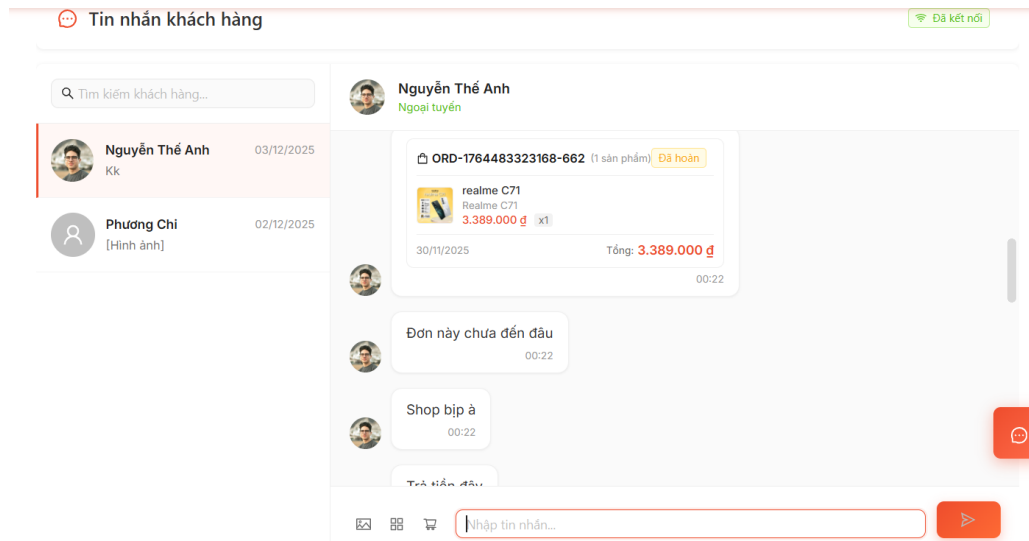 Tin nhắn khách hàng
Đã kết nối
Tìm kiếm khách hàng...
Nguyễn Thế Anh
03/12/2025
Kk
Phương Chi
02/12/2025
[Hình ảnh]
Nguyễn Thế Anh
Ngoại tuyến
ORD-1764483323168-662 (1 sản phẩm) Đã hoàn
realme C71
Realme C71
3.389.000 ₫ x1
30/11/2025 Tổng: 3.389.000 ₫
00:22
Đơn này chưa đến đâu
00:22
Shop bịp à
00:22
Trả tiền đây
Nhập tin nhắn...